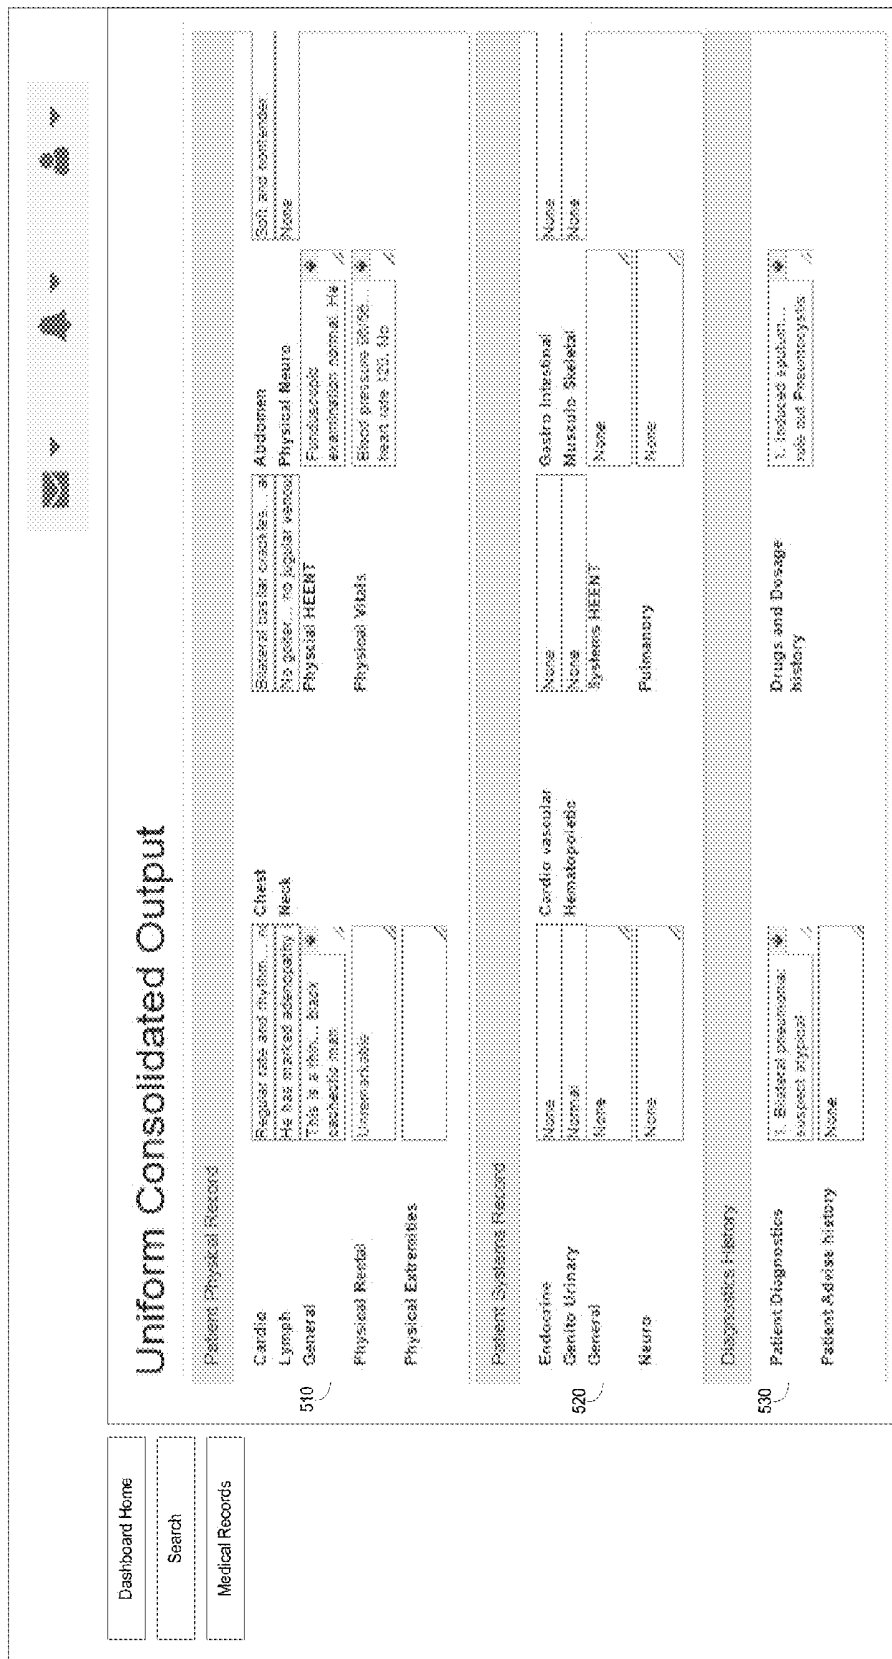 Dashboard Home
Search
Medical Records
Uniform Consolidated Output
Patient Physical Record
510
Cardio
Regular rate and rhythm...
Chest
Bilateral basilar crackles...
Abdomen
Soft and nontender
Lymph
He has marked adenopathy
Neck
No goiter... no jugular venous
Physical Neuro
None
General
This is a thin... black
cachectic man
Physcial HEENT
Funduscopic
examination normal. He
Physical Rental
Unremarkable
Physical Vitals
Blood pressure
heart rate 120. No
Physical Extremities
Patient Systems Record
520
Endocrine
None
Cardio vascular
None
Gastro Intestinal
None
Genito Urinary
Normal
Hematopoietic
None
Musculo Skeletal
None
General
None
Systems HEENT
None
Neuro
None
Pulmanory
None
Diagnostics History
530
Patient Diagnostics
1. Bilateral pneumonia:
suspect atypical
Drugs and Dosage
history
1. Induced sputum...
rule out Pneumocystis
Patient Advise history
None